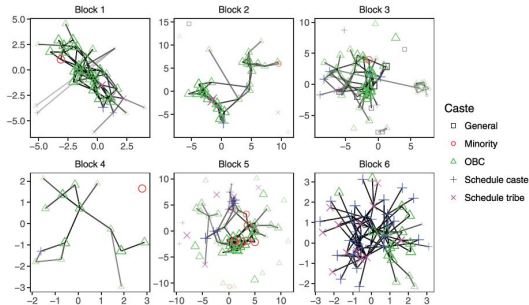 Block 1
Block 2
Block 3
5.0
2.5
0.0
−2.5
−5.0
−5.0 −2.5 0.0 2.5
15
10
5
0
−5
−5 0 5 10
10
5
0
−5
−5 0 5
Caste
General
Minority
OBC
Schedule caste
Schedule tribe
Block 4
Block 5
Block 6
2
1
0
−1
−2
−3
−2 −1 0 1 2 3
10
5
0
−5
−10
−10 −5 0 5 10
3
2
1
0
−1
−2
−3 −2 −1 0 1 2